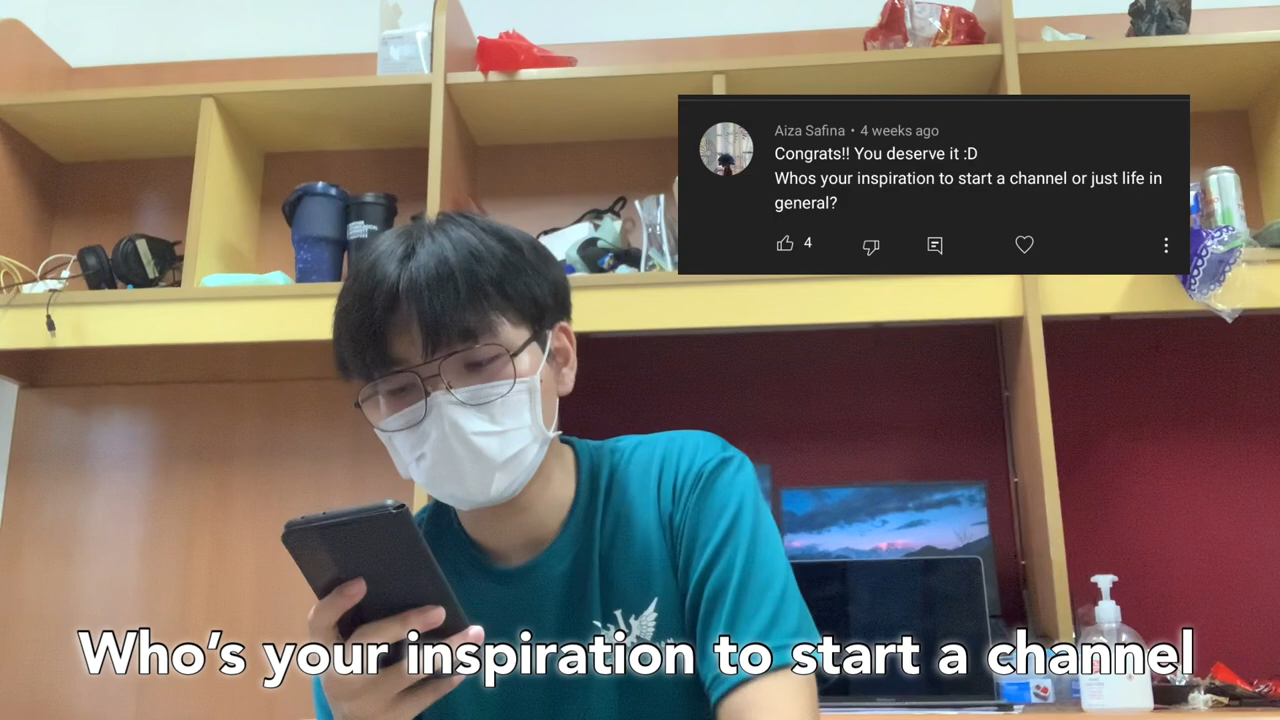 Aiza Safina • 4 weeks ago
Congrats!! You deserve it :D
Whos your inspiration to start a channel or just life in
general?
4
Who's your inspiration to start a channel